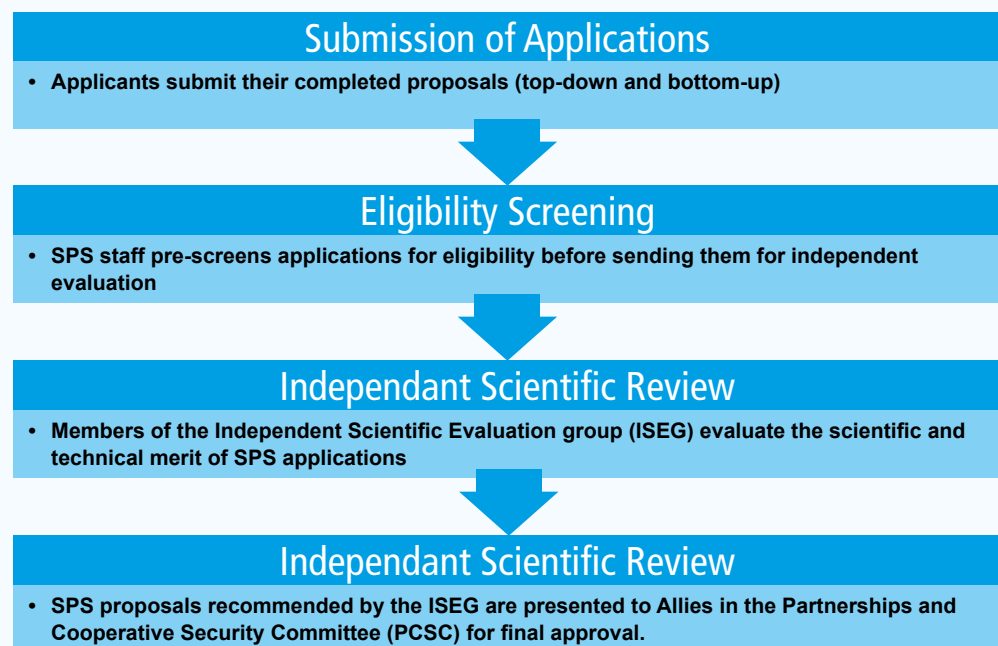 Submission of Applications
• Applicants submit their completed proposals (top-down and bottom-up)
Eligibility Screening
• SPS staff pre-screens applications for eligibility before sending them for independent
evaluation
Independant Scientific Review
• Members of the Independent Scientific Evaluation group (ISEG) evaluate the scientific and
technical merit of SPS applications
Independant Scientific Review
• SPS proposals recommended by the ISEG are presented to Allies in the Partnerships and
Cooperative Security Committee (PCSC) for final approval.